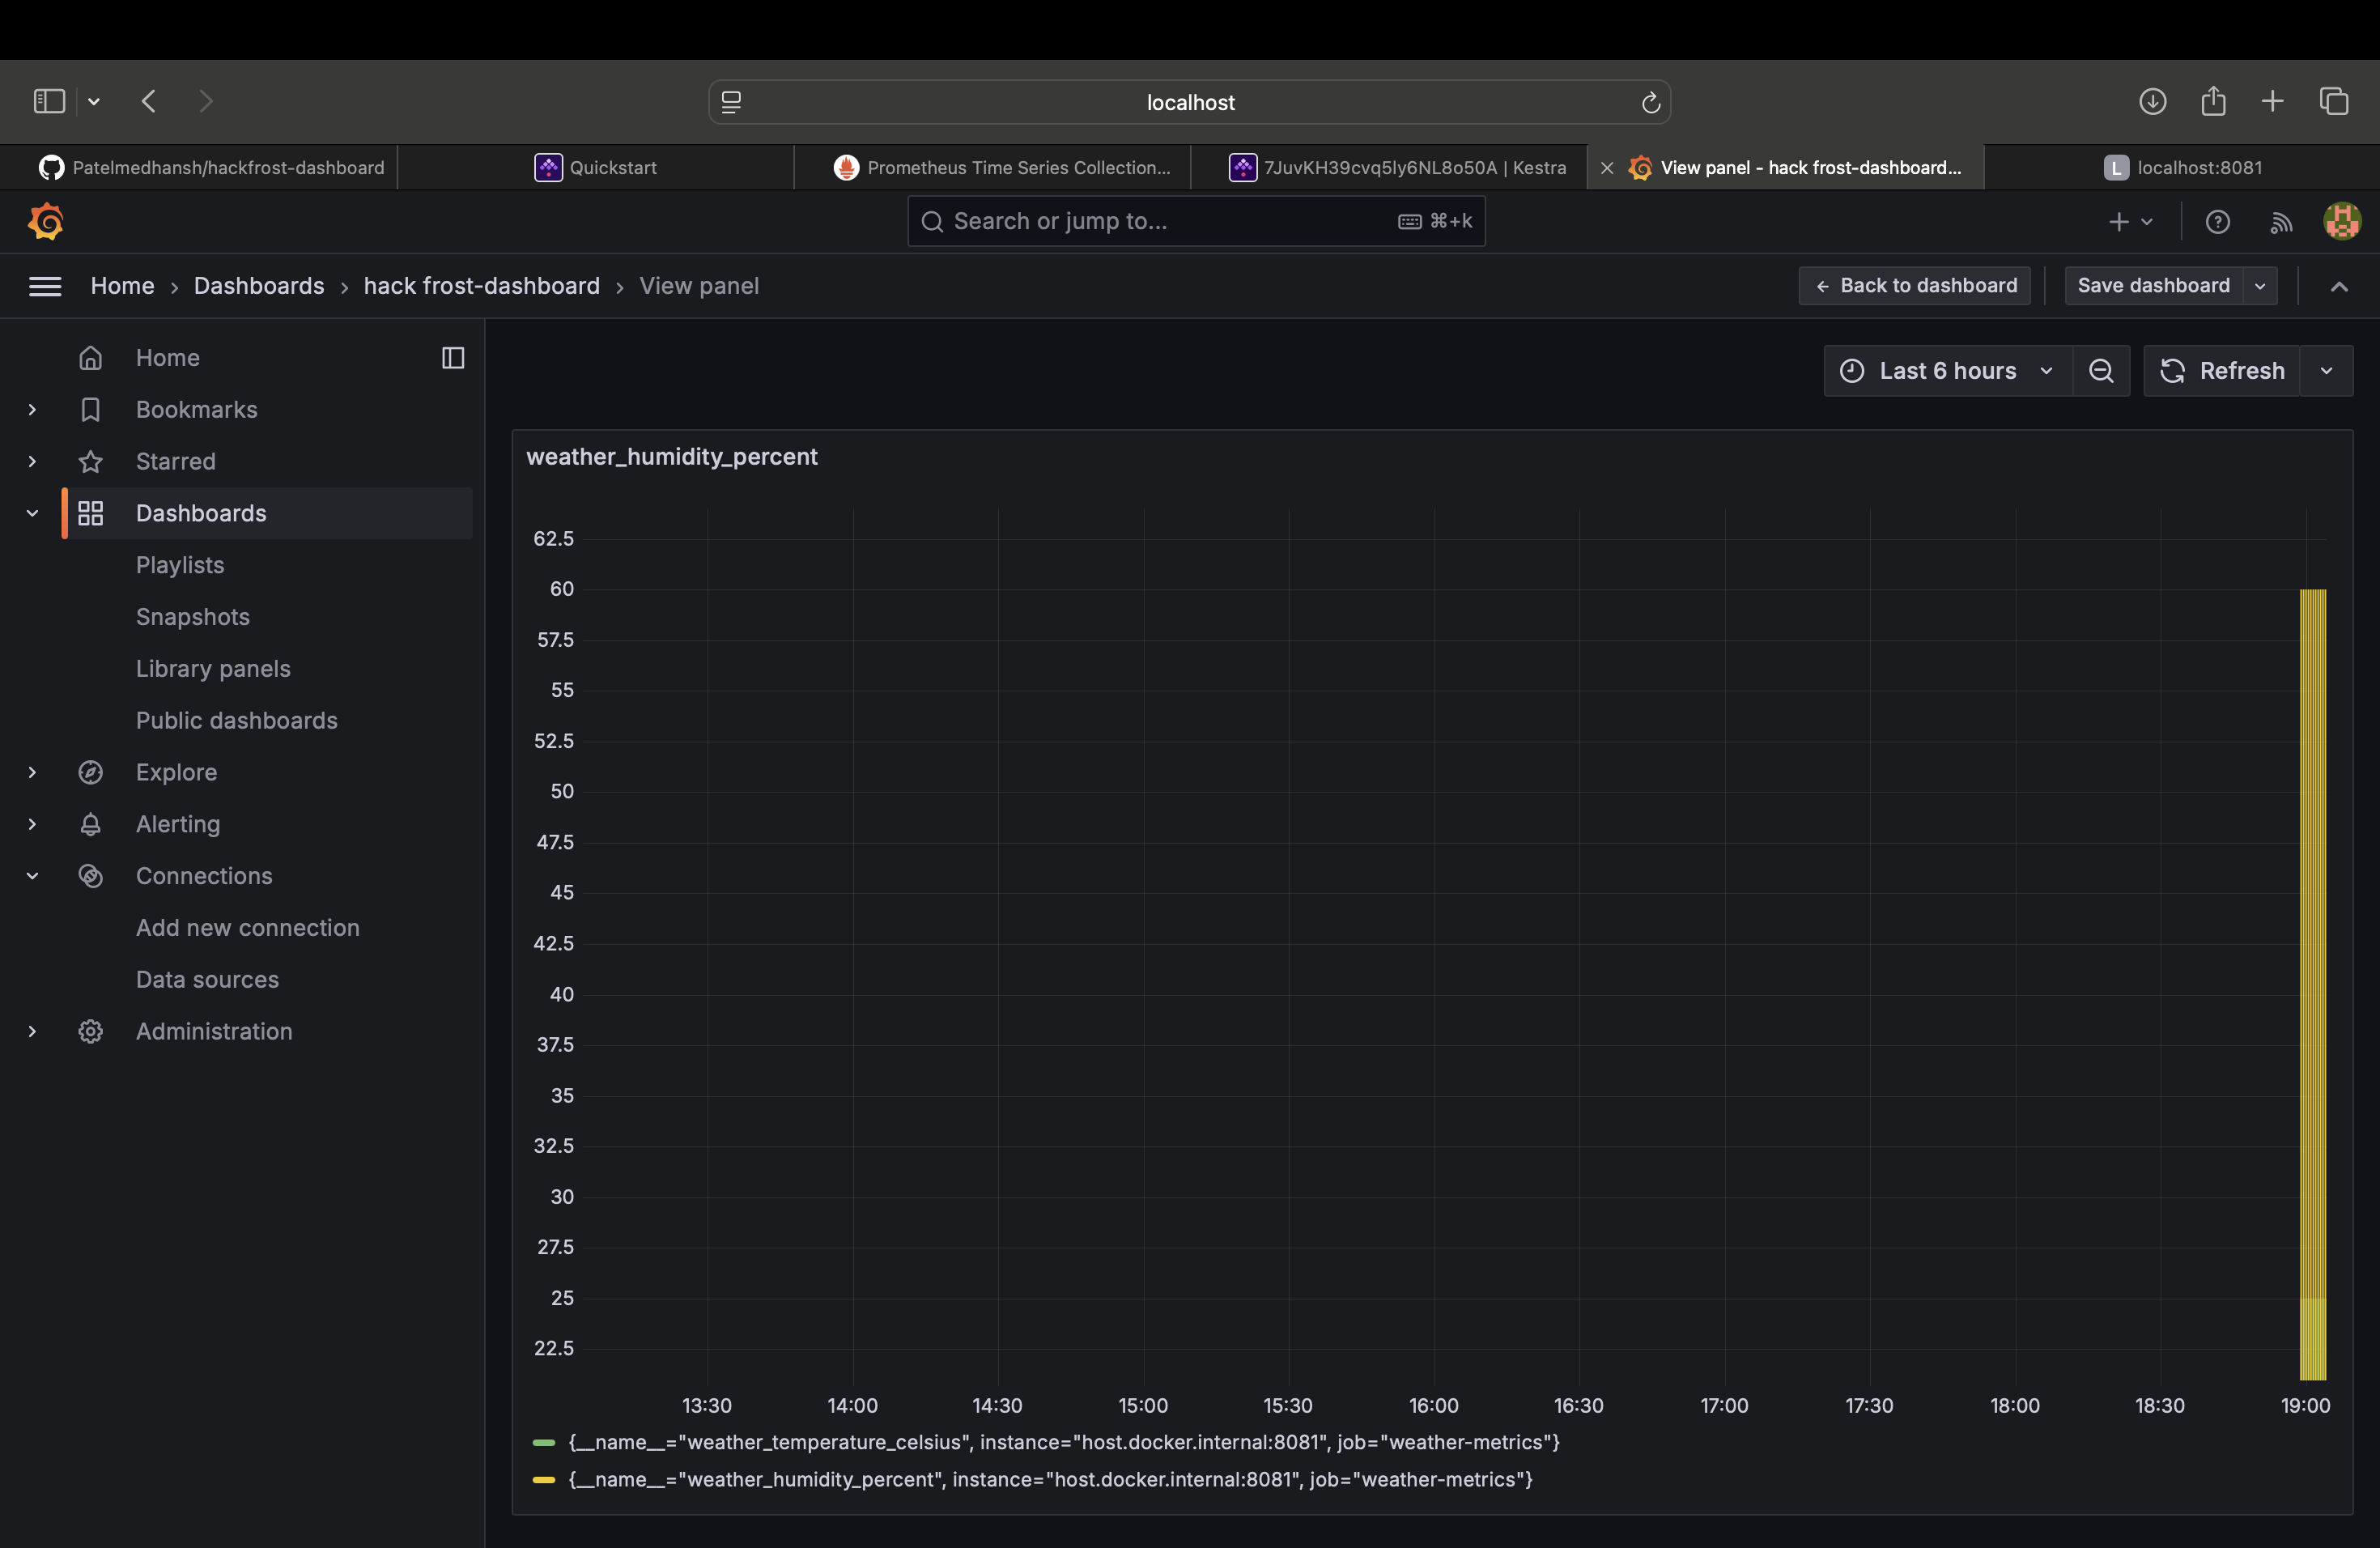 localhost
Patelmedhansh/hackfrost-dashboard
Quickstart
Prometheus Time Series Collection...
7JuvKH39cvq5ly6NL8o50A | Kestra
View panel - hack frost-dashboard...
L localhost:8081
Search or jump to...
⌘+k
Home › Dashboards › hack frost-dashboard › View panel
Back to dashboard
Save dashboard
Home
Bookmarks
Starred
Dashboards
Playlists
Snapshots
Library panels
Public dashboards
Explore
Alerting
Connections
Add new connection
Data sources
Administration
Last 6 hours
Refresh
weather_humidity_percent
62.5
60
57.5
55
52.5
50
47.5
45
42.5
40
37.5
35
32.5
30
27.5
25
22.5
13:30 14:00 14:30 15:00 15:30 16:00 16:30 17:00 17:30 18:00 18:30 19:00
{__name__="weather_temperature_celsius", instance="host.docker.internal:8081", job="weather-metrics"}
{__name__="weather_humidity_percent", instance="host.docker.internal:8081", job="weather-metrics"}